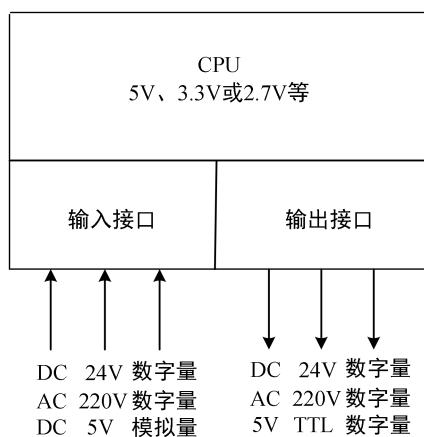 CPU
5V、3.3V或2.7V等
输入接口
输出接口
DC 24V 数字量
AC 220V 数字量
DC 5V 模拟量
DC 24V 数字量
AC 220V 数字量
5V TTL 数字量